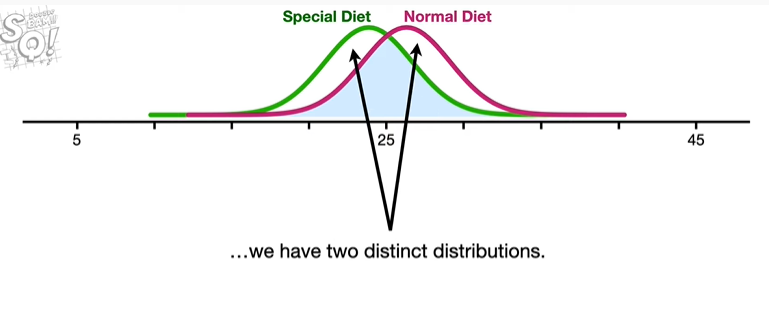 Special Diet Normal Diet
5 25 45
...we have two distinct distributions.